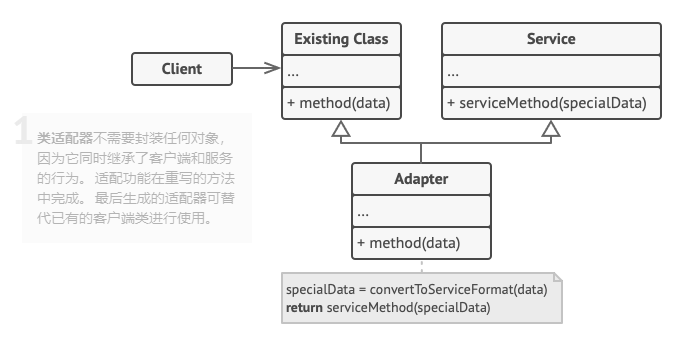 Client
Existing Class
...
+ method(data)
Service
...
+ serviceMethod(specialData)
1
类适配器不需要封装任何对象，
因为它同时继承了客户端和服务
的行为。适配功能在重写的方法
中完成。最后生成的适配器可替
代已有的客户端类进行使用。
Adapter
...
+ method(data)
specialData = convertToServiceFormat(data)
return serviceMethod(specialData)